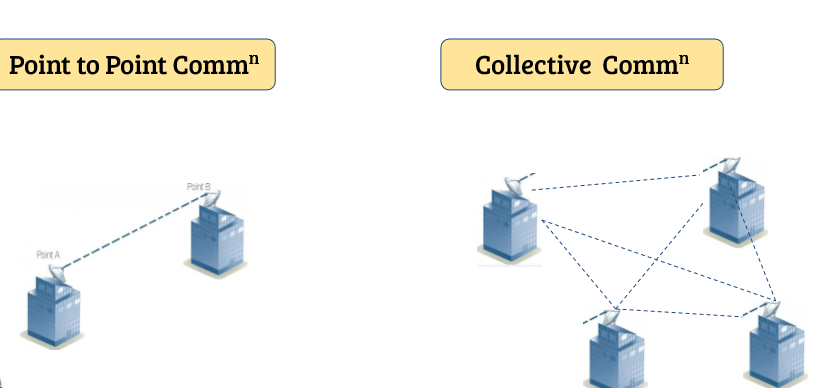 Point to Point Commⁿ
Collective Commⁿ
Point B
Point A